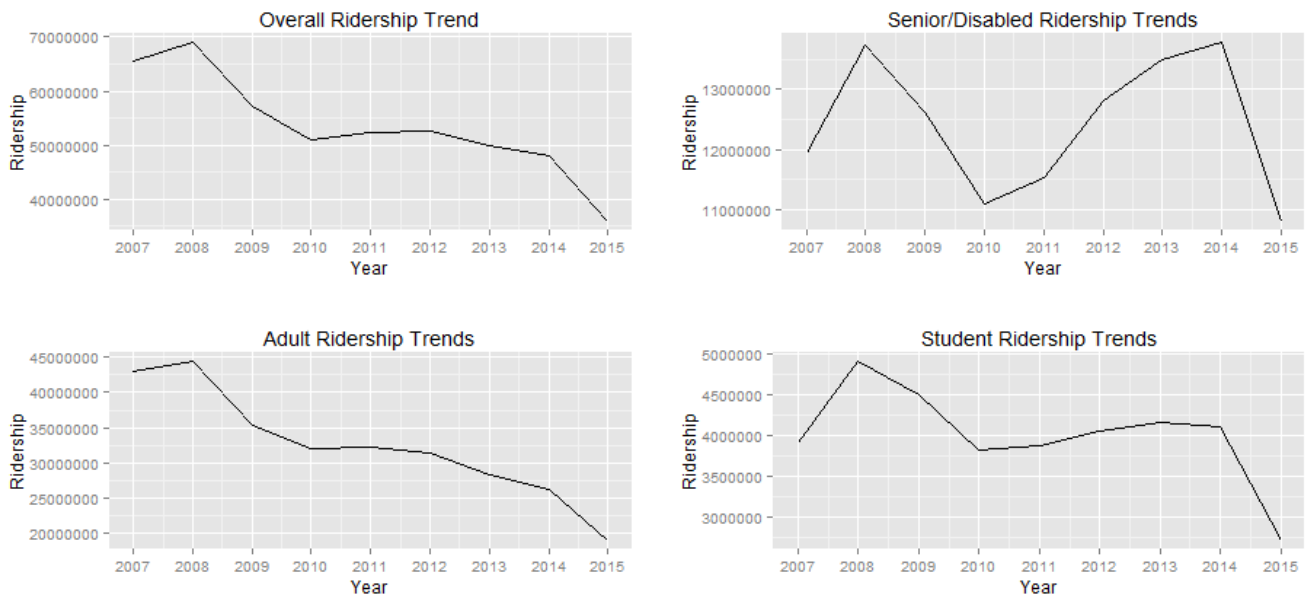 Overall Ridership Trend
70000000
60000000
50000000
40000000
Ridership
2007 2008 2009 2010 2011 2012 2013 2014 2015
Year
Senior/Disabled Ridership Trends
13000000
12000000
11000000
Ridership
2007 2008 2009 2010 2011 2012 2013 2014 2015
Year
Adult Ridership Trends
45000000
40000000
35000000
30000000
25000000
20000000
Ridership
2007 2008 2009 2010 2011 2012 2013 2014 2015
Year
Student Ridership Trends
5000000
4500000
4000000
3500000
3000000
Ridership
2007 2008 2009 2010 2011 2012 2013 2014 2015
Year